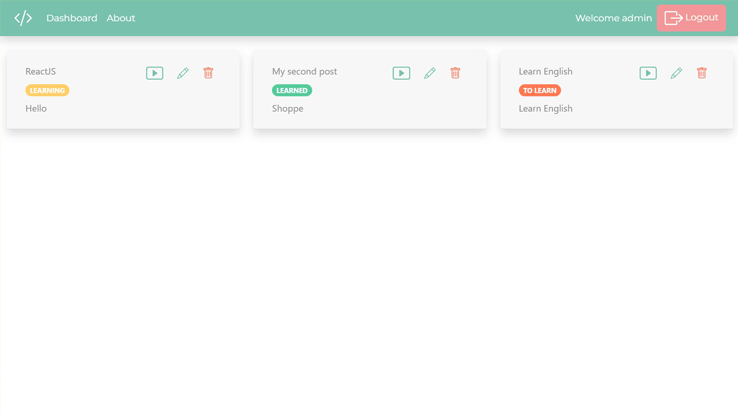 Dashboard About Welcome admin Logout
ReactJS
LEARNING
Hello
My second post
LEARNED
Shoppe
Learn English
TO LEARN
Learn English